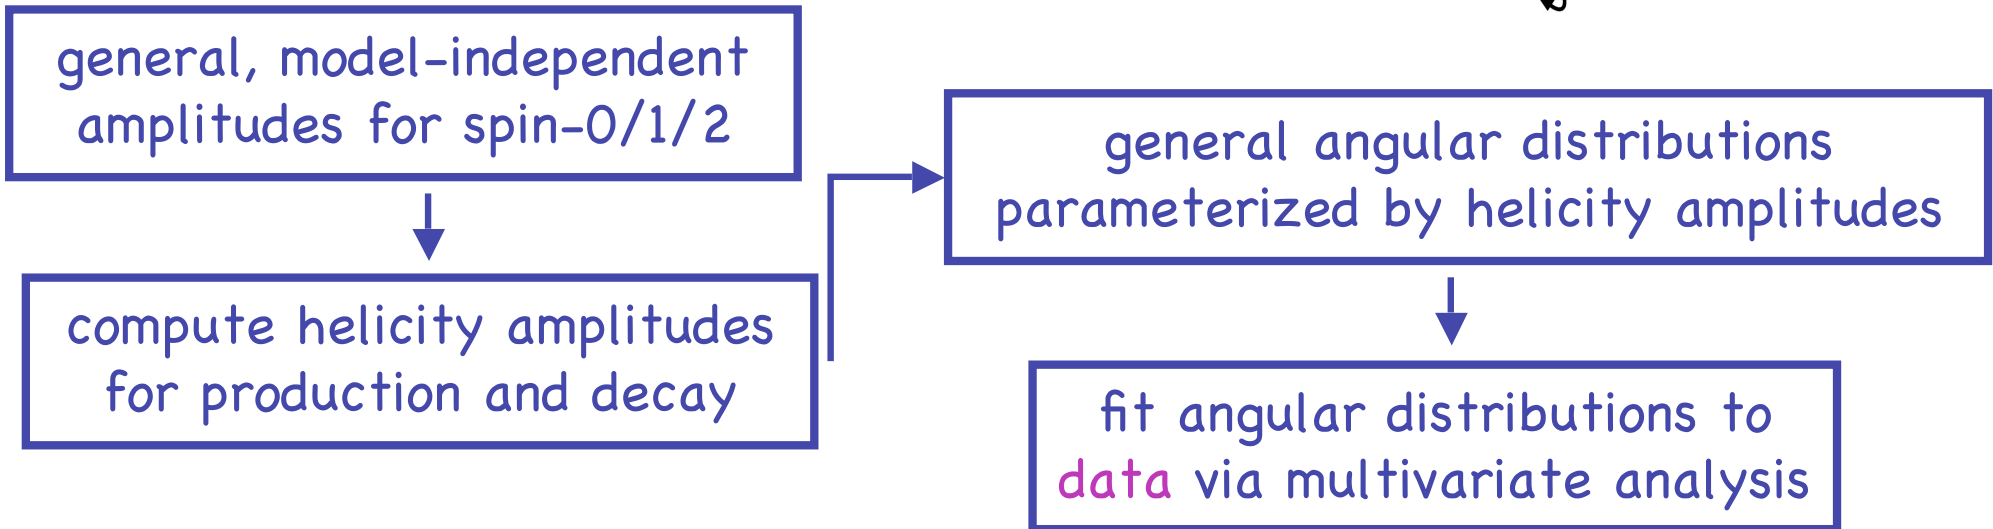 general, model-independent
amplitudes for spin-0/1/2
compute helicity amplitudes
for production and decay
general angular distributions
parameterized by helicity amplitudes
fit angular distributions to
data via multivariate analysis